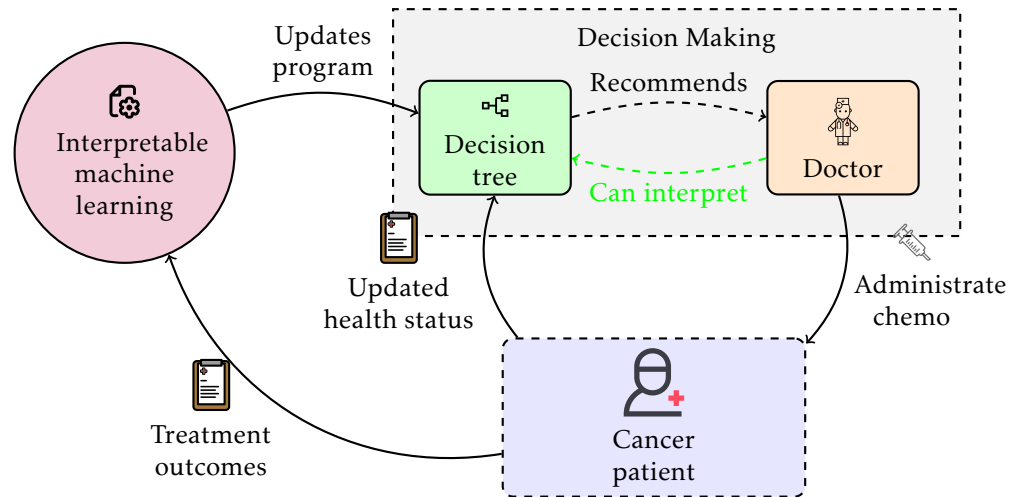 Updates
program
Decision Making
Recommends
Interpretable
machine
learning
Decision
tree
Doctor
Can interpret
Updated
health status
Administrate
chemo
Treatment
outcomes
Cancer
patient